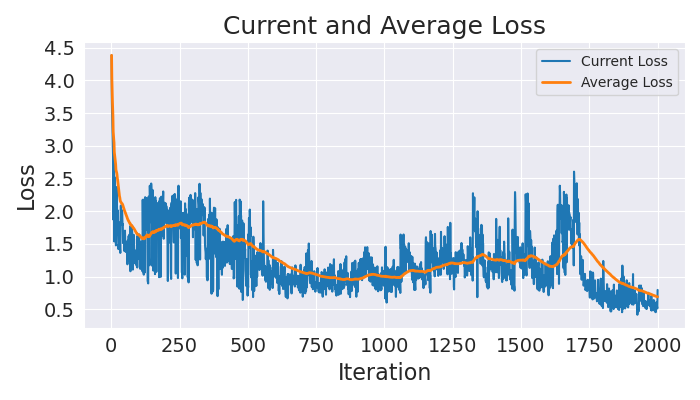 Current and Average Loss
4.5
4.0
3.5
3.0
2.5
2.0
1.5
1.0
0.5
Loss
Current Loss
Average Loss
0 250 500 750 1000 1250 1500 1750 2000
Iteration